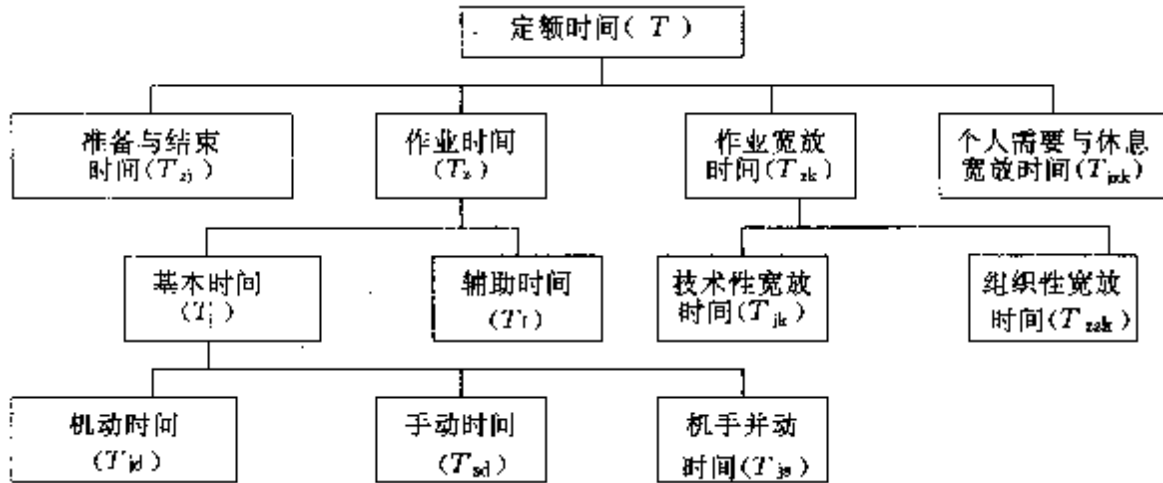 定额时间( T )
准备与结束
时间(Tzj)
作业时间
(Tz)
作业宽放
时间(Tzk)
个人需要与休息
宽放时间(Tjxk)
基本时间
(Tj)
辅助时间
(Tf)
技术性宽放
时间(Tjk)
组织性宽放
时间(Tzzk)
机动时间
(Tjd)
手动时间
(Tsd)
机手并动
时间(Tjs)